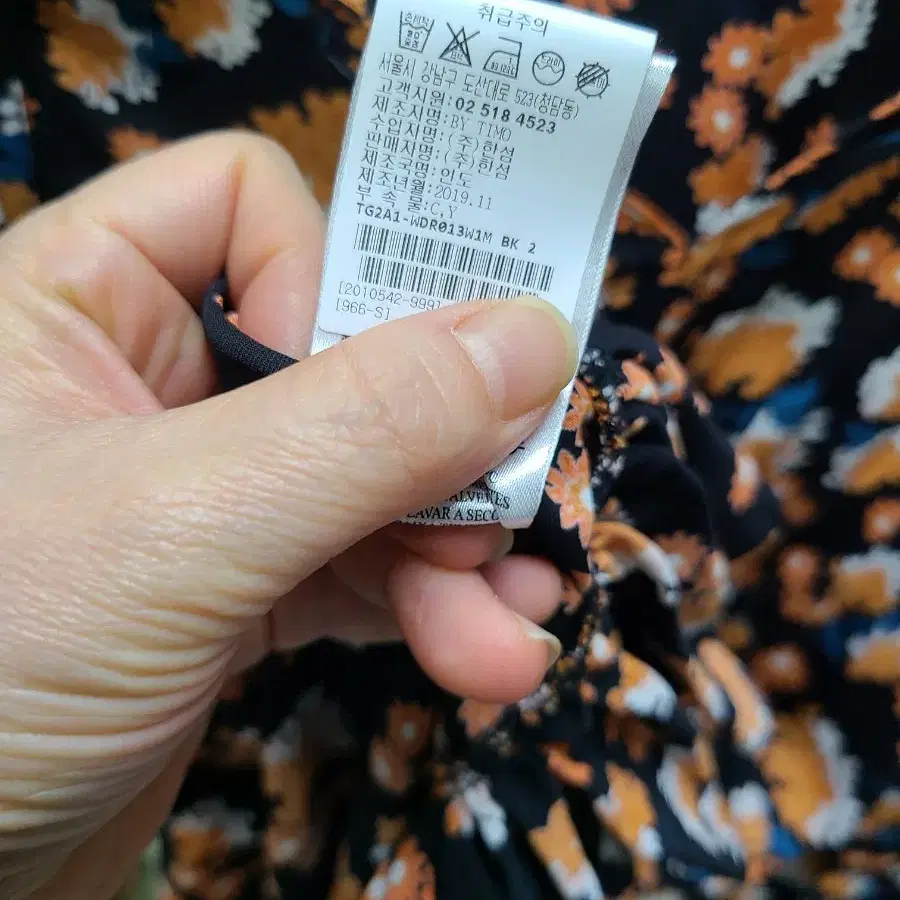 취급주의
서울시 강남구 도산대로 523(청담동)
고객지원: 02 518 4523
제조자명:BY TIMO
수입자명:(주)한섬
판매자명:(주)한섬
제조국명:인도
제조년월:2019.11
부 속 물:C,Y
TG2A1-WDR013W1M BK 2
[2010542-899]
[966-S]
LAVAR A SECC